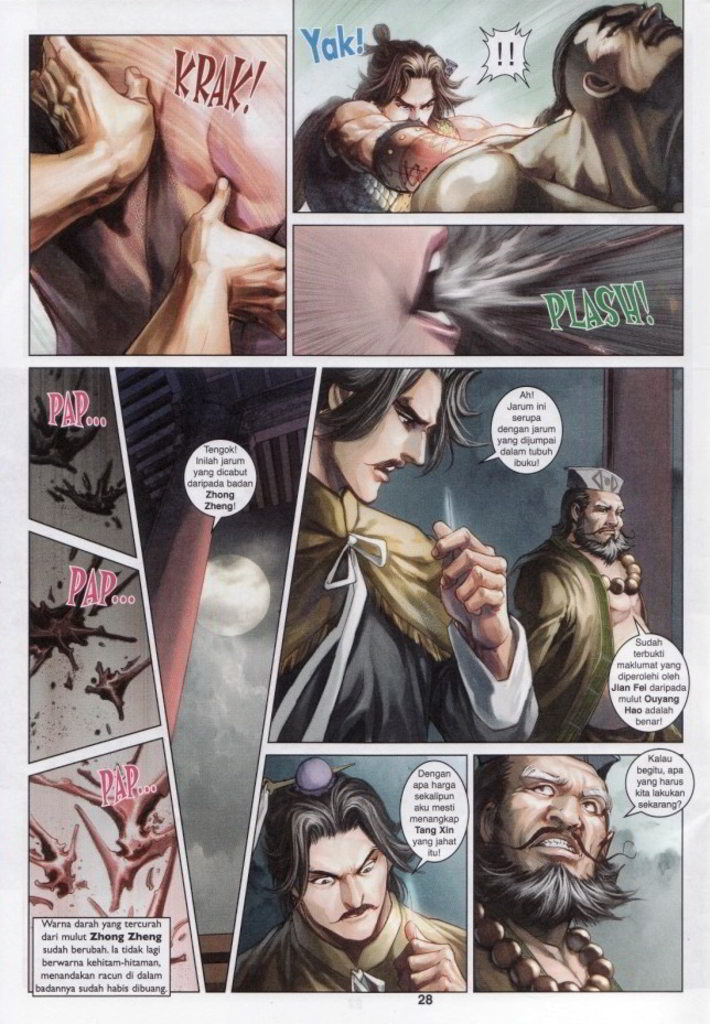 KRAK!
Yak!
!!
PLASH!
PAP...
PAP...
PAP...
Warna darah yang tercurah
dari mulut Zhong Zheng
sudah berubah. Ia tidak lagi
berwarna kehitam-hitaman,
menandakan racun di dalam
badannya sudah habis dibuang.
Tengok!
Inilah jarum
yang dicabut
daripada badan
Zhong
Zheng!
Ah!
Jarum ini
serupa
dengan jarum
yang dijumpai
dalam tubuh
ibuku!
Sudah
terbukti
maklumat yang
diperolehi oleh
Jian Fei daripada
mulut Ouyang
Hao adalah
benar!
Dengan
apa harga
sekalipun
aku mesti
menangkap
Tang Xin
yang jahat
itu!
Kalau
begitu, apa
yang harus
kita lakukan
sekarang?
28